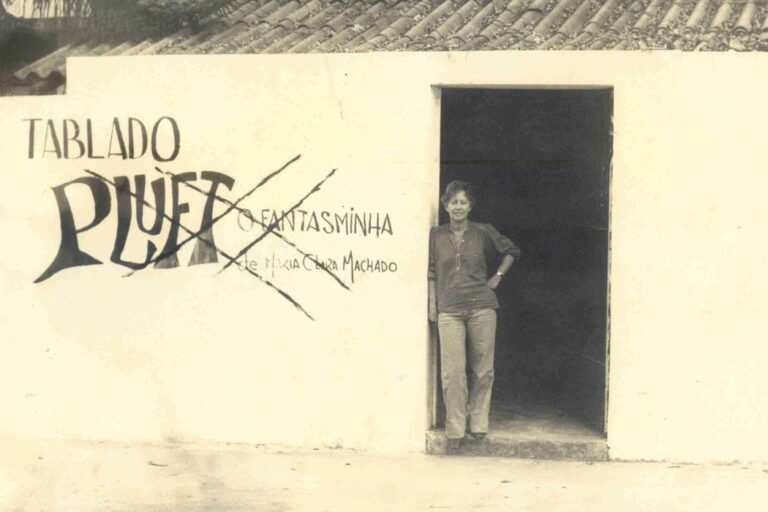 TABLADO
PLUFT
O FANTASMINHA
de MARIA CLARA MACHADO